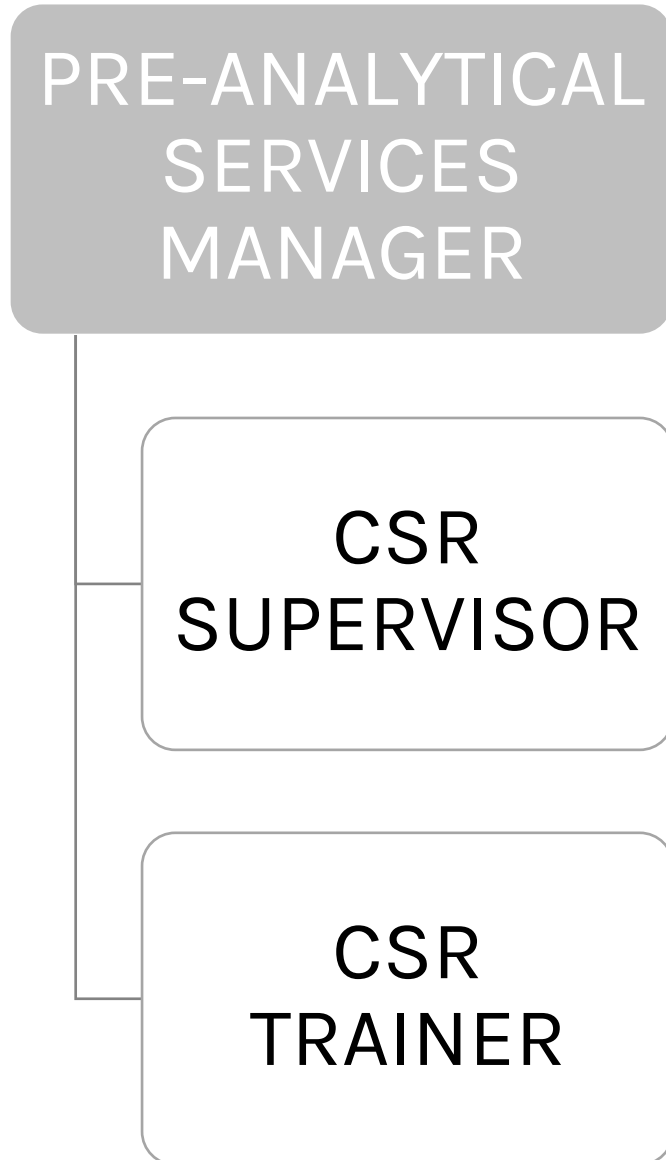 PRE-ANALYTICAL
SERVICES
MANAGER
CSR
SUPERVISOR
CSR
TRAINER